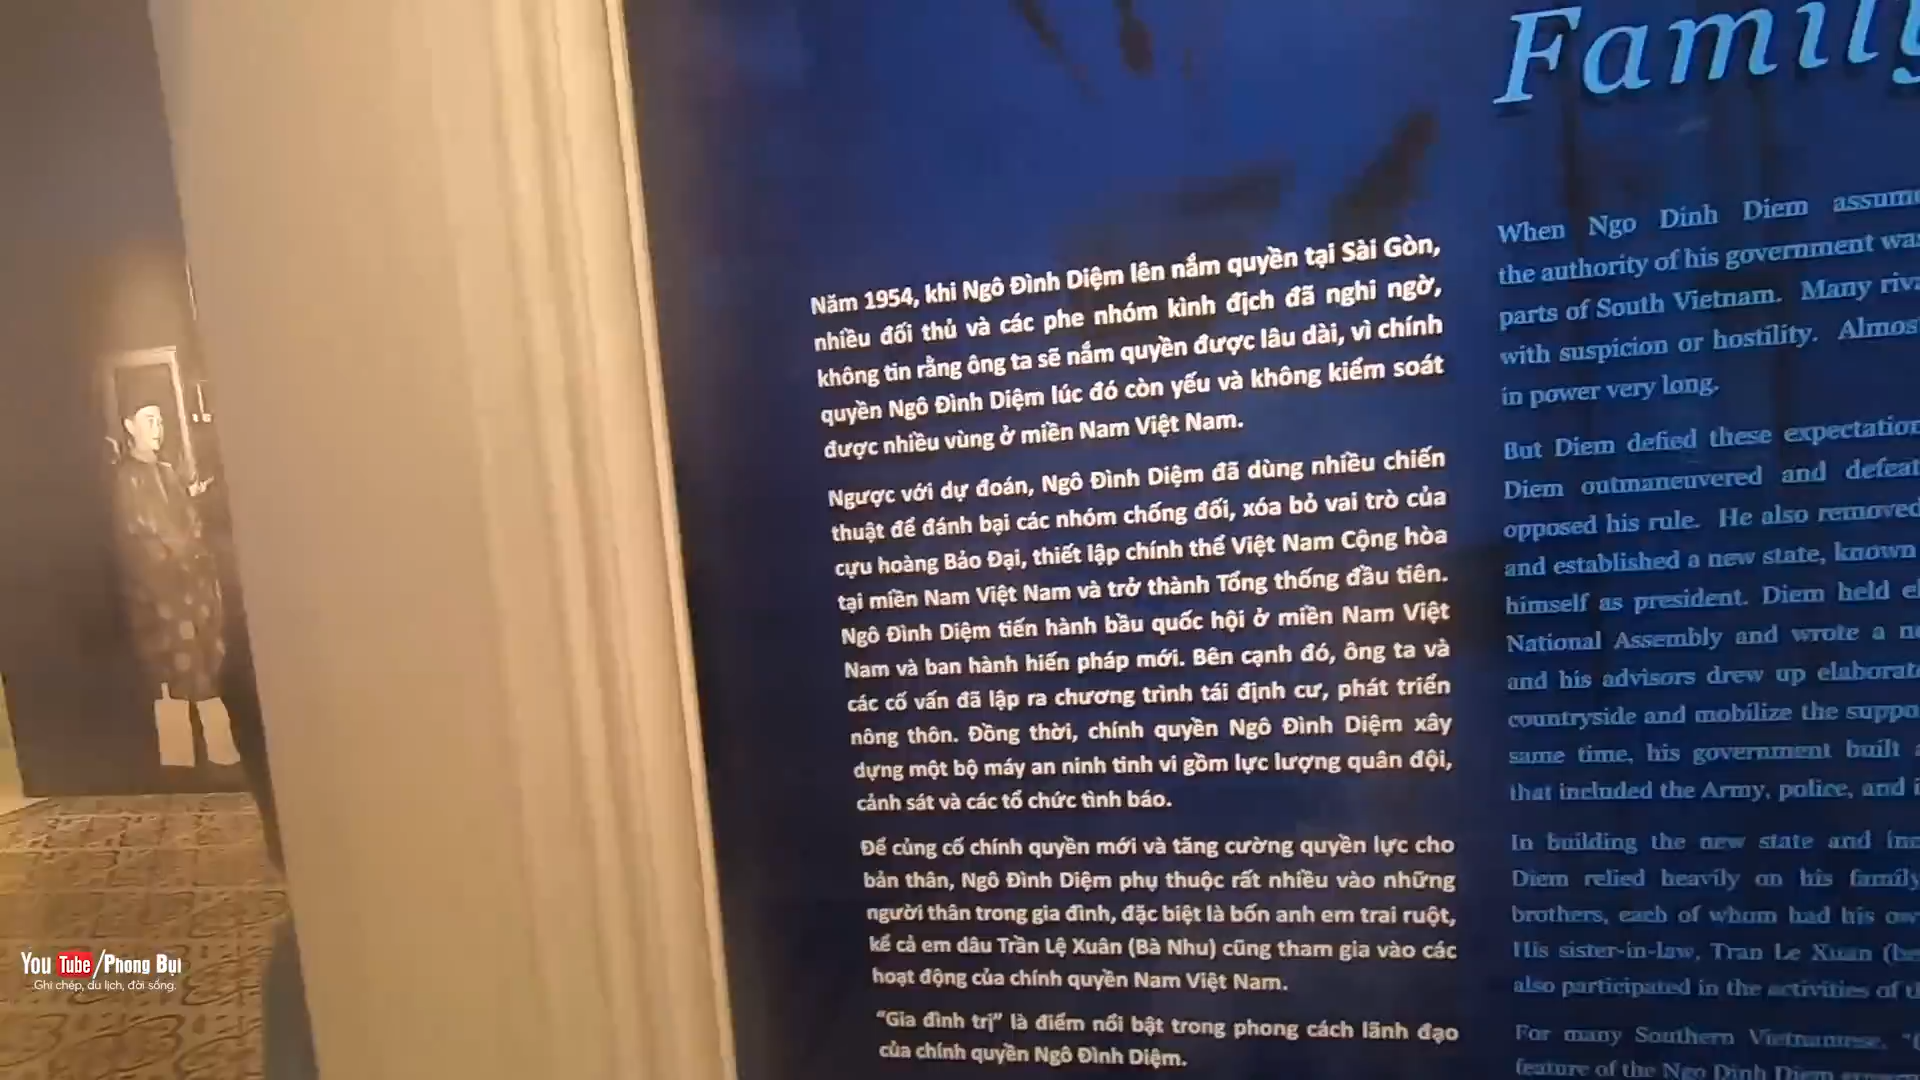 Family
Năm 1954, khi Ngô Đình Diệm lên nắm quyền tại Sài Gòn,
nhiều đối thủ và các phe nhóm kình địch đã nghi ngờ,
không tin rằng ông ta sẽ nắm quyền được lâu dài, vì chính
quyền Ngô Đình Diệm lúc đó còn yếu và không kiểm soát
được nhiều vùng ở miền Nam Việt Nam.
Ngược với dự đoán, Ngô Đình Diệm đã dùng nhiều chiến
thuật để đánh bại các nhóm chống đối, xóa bỏ vai trò của
cựu hoàng Bảo Đại, thiết lập chính thể Việt Nam Cộng hòa
tại miền Nam Việt Nam và trở thành Tổng thống đầu tiên.
Ngô Đình Diệm tiến hành bầu quốc hội ở miền Nam Việt
Nam và ban hành hiến pháp mới. Bên cạnh đó, ông ta và
các cố vấn đã lập ra chương trình tái định cư, phát triển
nông thôn. Đồng thời, chính quyền Ngô Đình Diệm xây
dựng một bộ máy an ninh tinh vi gồm lực lượng quân đội,
cảnh sát và các tổ chức tình báo.
Để củng cố chính quyền mới và tăng cường quyền lực cho
bản thân, Ngô Đình Diệm phụ thuộc rất nhiều vào những
người thân trong gia đình, đặc biệt là bốn anh em trai ruột,
kể cả em dâu Trần Lệ Xuân (Bà Nhu) cũng tham gia vào các
hoạt động của chính quyền Nam Việt Nam.
"Gia đình trị" là điểm nổi bật trong phong cách lãnh đạo
của chính quyền Ngô Đình Diệm.
When Ngo Dinh Diem
the authority of his government was
parts of South Vietnam. Many
with suspicion or hostility.
in power very long.
But Diem defied these
Diem outmaneuvered and
opposed his rule. He also removed
and established a new state, known
himself as president. Diem held
National Assembly and wrote a
and his advisors drew up
countryside and mobilize the
same time, his government built
that included the Army, police, and
In building the new state and
Diem relied heavily on his family
brothers, each of whom had his
His sister-in-law, Tran Le Xuan
also participated in the activities of
For many Southern Vietnamese,
feature of the Ngo Dinh Diem
YouTube/Phong Bụi
Ghi chép, du lịch, đời sống.